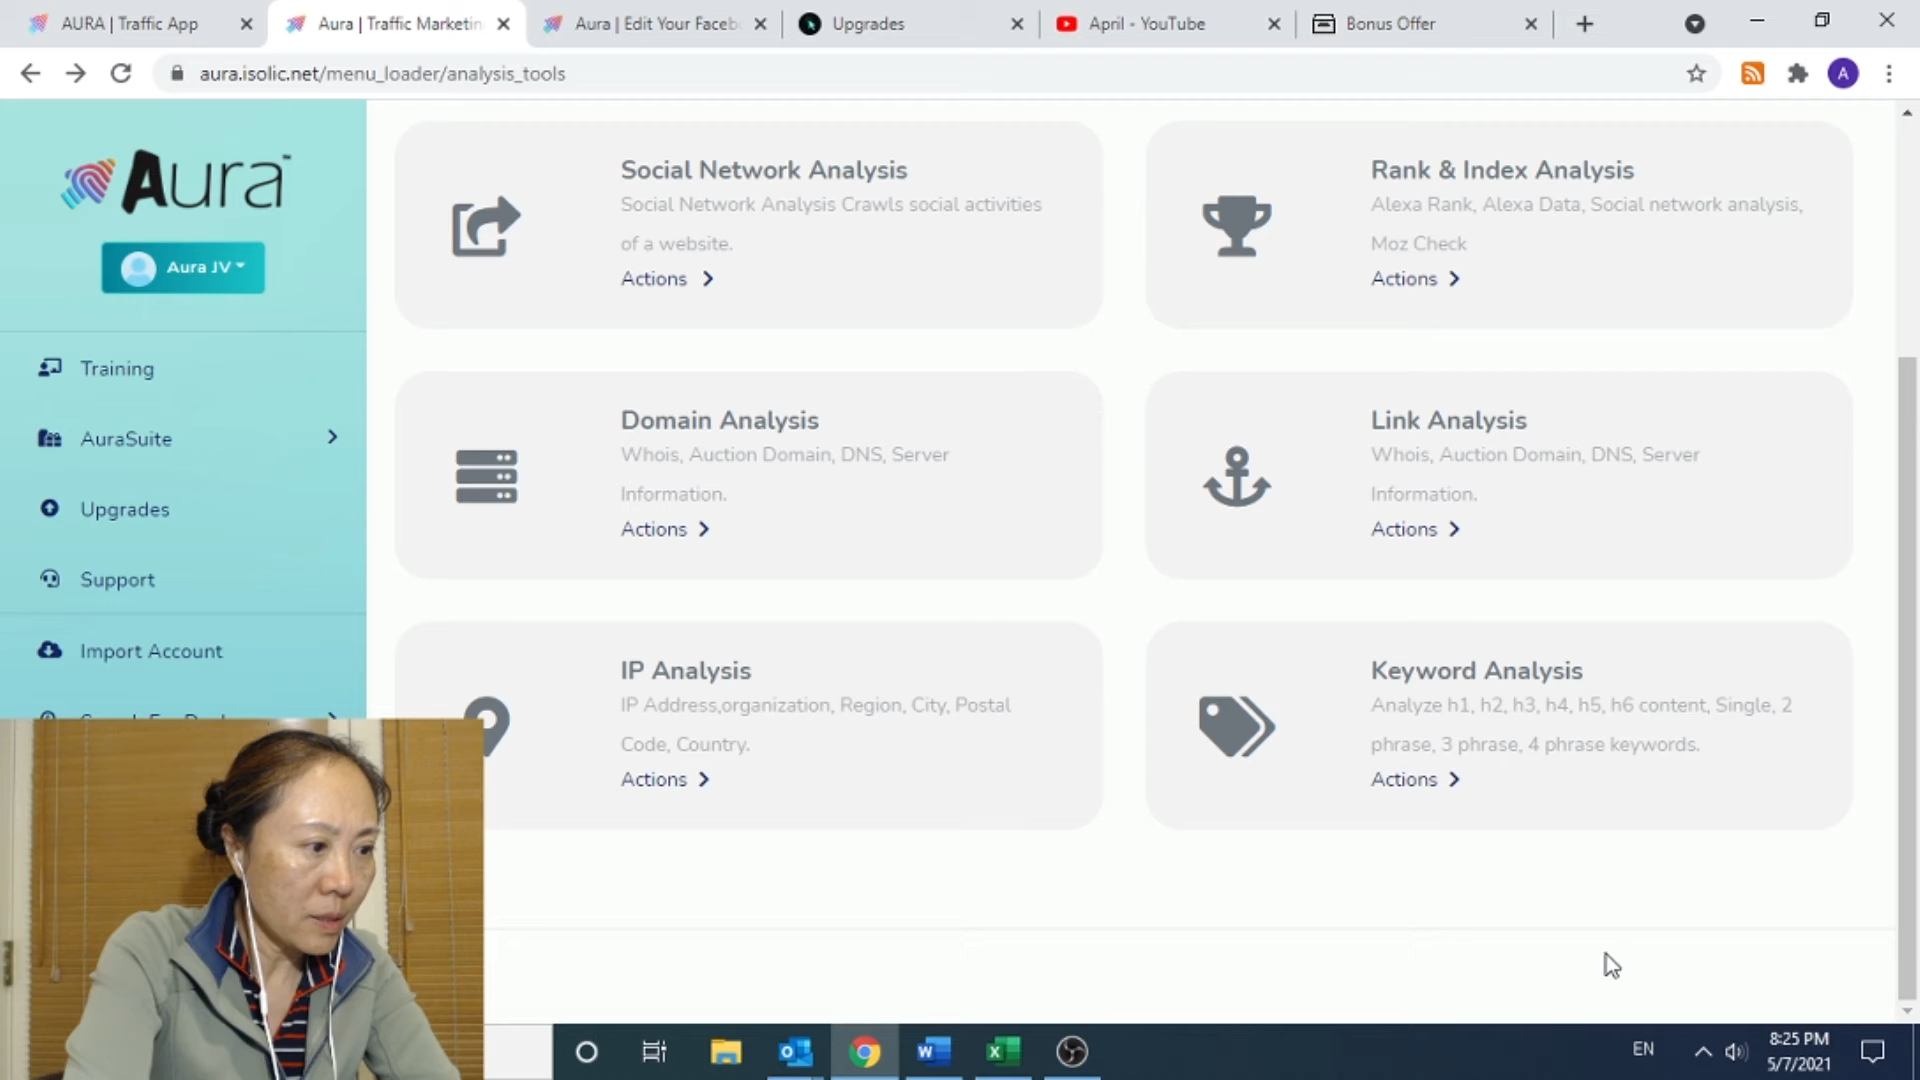 AURA | Traffic App
Aura | Traffic Marketin
Aura | Edit Your Faceb
Upgrades
April - YouTube
Bonus Offer
aura.isolic.net/menu_loader/analysis_tools
A
Aura™
Aura JV
Training
AuraSuite
Upgrades
Support
Import Account
Social Network Analysis
Social Network Analysis Crawls social activities
of a website.
Actions
Rank & Index Analysis
Alexa Rank, Alexa Data, Social network analysis,
Moz Check
Actions
Domain Analysis
Whois, Auction Domain, DNS, Server
Information.
Actions
Link Analysis
Whois, Auction Domain, DNS, Server
Information.
Actions
IP Analysis
IP Address,organization, Region, City, Postal
Code, Country.
Actions
Keyword Analysis
Analyze h1, h2, h3, h4, h5, h6 content, Single, 2
phrase, 3 phrase, 4 phrase keywords.
Actions
EN
8:25 PM
5/7/2021